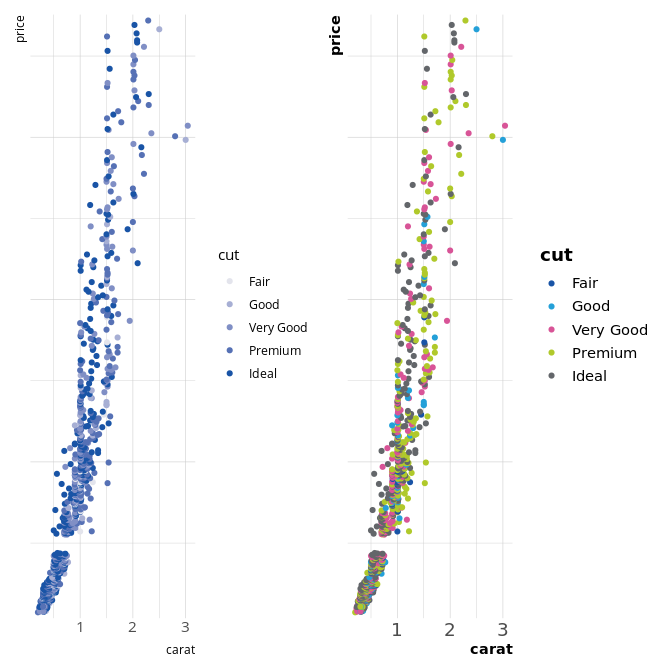 price
cut
Fair
Good
Very Good
Premium
Ideal
1 2 3
carat
price
cut
Fair
Good
Very Good
Premium
Ideal
1 2 3
carat